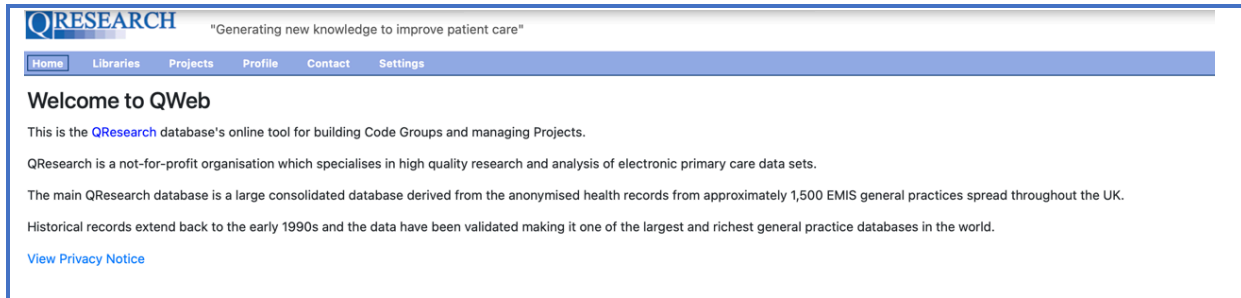 QRESEARCH "Generating new knowledge to improve patient care"
Home Libraries Projects Profile Contact Settings
Welcome to QWeb
This is the QResearch database's online tool for building Code Groups and managing Projects.
QResearch is a not-for-profit organisation which specialises in high quality research and analysis of electronic primary care data sets.
The main QResearch database is a large consolidated database derived from the anonymised health records from approximately 1,500 EMIS general practices spread throughout the UK.
Historical records extend back to the early 1990s and the data have been validated making it one of the largest and richest general practice databases in the world.
View Privacy Notice